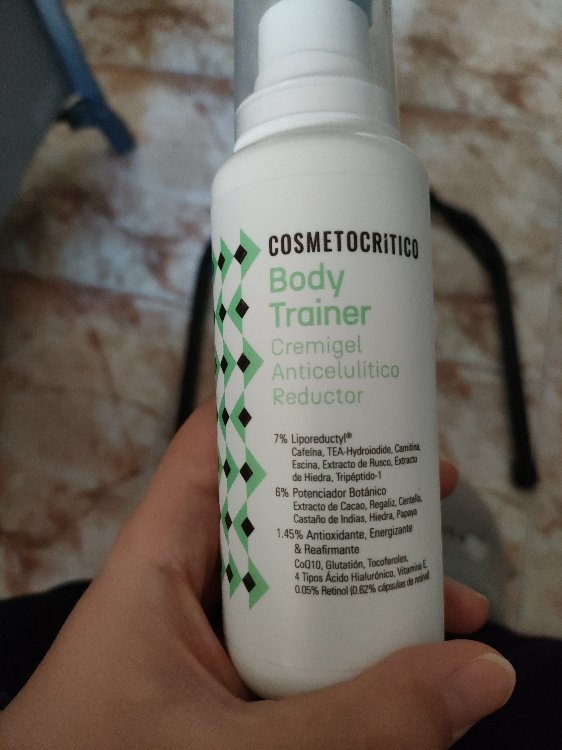 COSMETOCRíTICO
Body
Trainer
Cremigel
Anticelulítico
Reductor
7% Liporeductyl®
Cafeína, TEA-Hydroiodide, Carnitina,
Escina, Extracto de Rusco, Extracto
de Hiedra, Tripéptido-1
6% Potenciador Botánico
Extracto de Cacao, Regaliz, Centella,
Castaño de Indias, Hiedra, Papaya
1.45% Antioxidante, Energizante
& Reafirmante
CoQ10, Glutatión, Tocoferoles,
4 Tipos Ácido Hialurónico, Vitamina E,
0.05% Retinol (0.62% cápsulas de retinol)